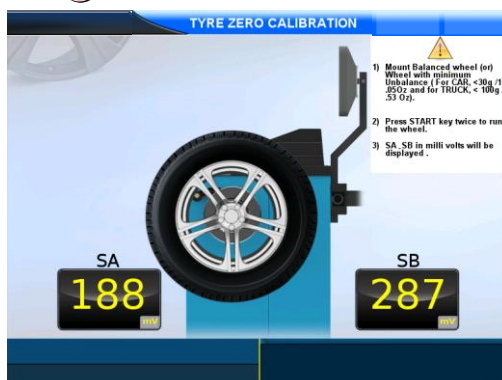 TYRE ZERO CALIBRATION
1) Mount Balanced wheel (or)
Wheel with minimum
Unbalance ( For CAR, <30g /1
.05Oz and for TRUCK, < 100g
.53 Oz).
2) Press START key twice to run
the wheel.
3) SA ,SB in milli volts will be
displayed .
SA
SB
188
mV
287
mV